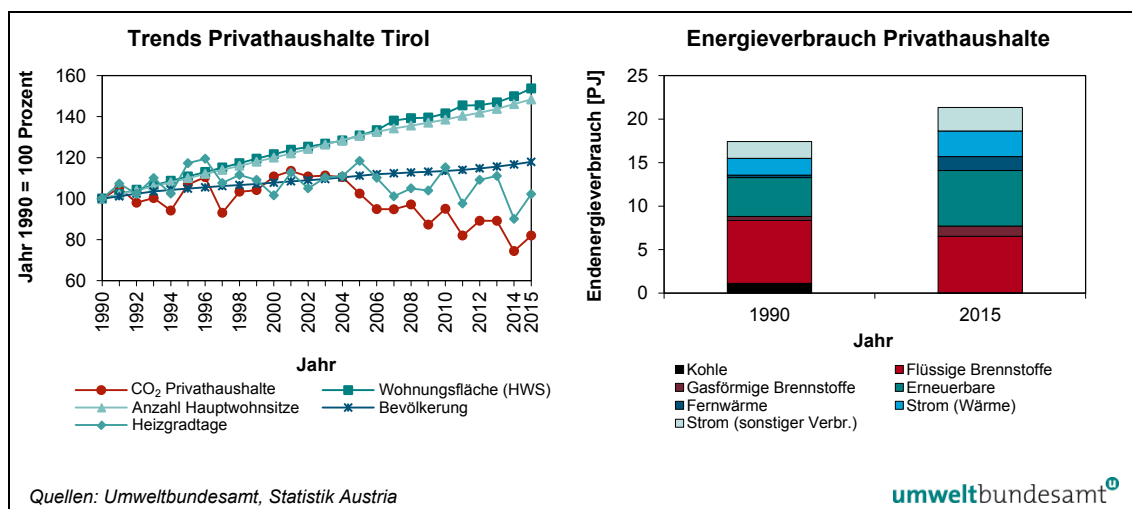 Trends Privathaushalte Tirol
Jahr 1990 = 100 Prozent
160
140
120
100
80
60
1990
1992
1994
1996
1998
2000
2002
2004
2006
2008
2010
2012
2014
2015
Jahr
CO₂ Privathaushalte
Wohnungsfläche (HWS)
Anzahl Hauptwohnsitze
Bevölkerung
Heizgradtage
Energieverbrauch Privathaushalte
Endenergieverbrauch [PJ]
25
20
15
10
5
0
1990
2015
Jahr
Kohle
Flüssige Brennstoffe
Gasförmige Brennstoffe
Erneuerbare
Fernwärme
Strom (Wärme)
Strom (sonstiger Verbr.)
Quellen: Umweltbundesamt, Statistik Austria
umweltbundesamt u